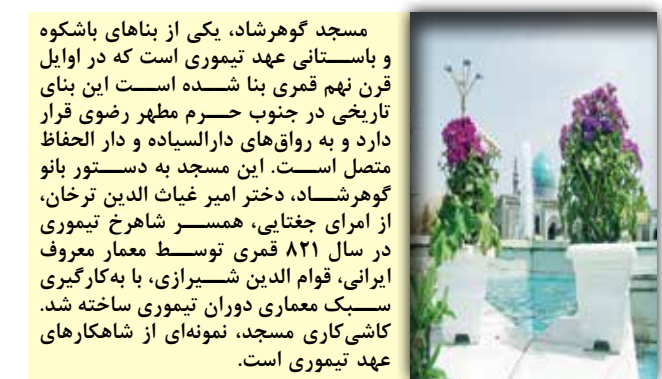 مسجد گوهرشاد، یکی از بناهای باشکوه
و باستانی عهد تیموری است که در اوایل
قرن نهم قمری بنا شده است این بنای
تاریخی در جنوب حرم مطهر رضوی قرار
دارد و به رواق‌های دارالسیاده و دار الحفاظ
متصل است. این مسجد به دستور بانو
گوهرشاد، دختر امیر غیاث الدین ترخان،
از امرای جغتایی، همسر شاهرخ تیموری
در سال ۸۲۱ قمری توسط معمار معروف
ایرانی، قوام الدین شیرازی، با به‌کارگیری
سبک معماری دوران تیموری ساخته شد.
کاشی‌کاری مسجد، نمونه‌ای از شاهکارهای
عهد تیموری است.